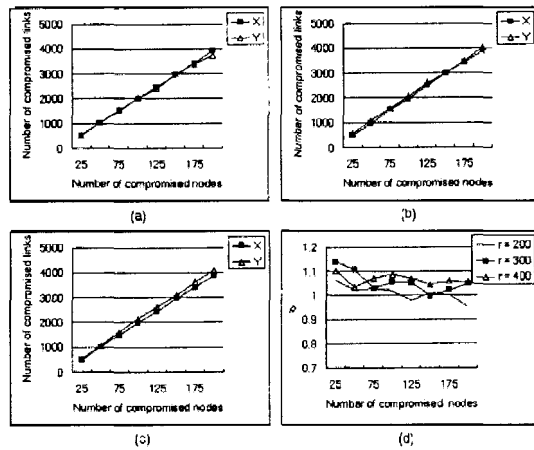 5000
4000
3000
2000
1000
0
Number of compromised links
25 75 125 175
Number of compromised nodes
X
Y
(a)
5000
4000
3000
2000
1000
0
Number of compromised links
25 75 125 175
Number of compromised nodes
X
Y
(b)
5000
4000
3000
2000
1000
0
Number of compromised links
25 75 125 175
Number of compromised nodes
X
Y
(c)
1.2
1.1
1
0.9
0.8
0.7
25 75 125 175
Number of compromised nodes
r = 200
r = 300
r = 400
(d)